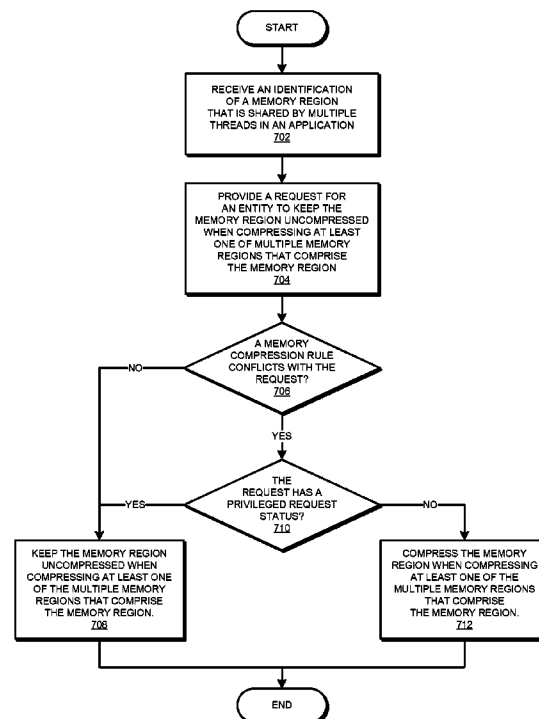 START
RECEIVE AN IDENTIFICATION
OF A MEMORY REGION
THAT IS SHARED BY MULTIPLE
THREADS IN AN APPLICATION
702
PROVIDE A REQUEST FOR
AN ENTITY TO KEEP THE
MEMORY REGION UNCOMPRESSED
WHEN COMPRESSING AT LEAST
ONE OF MULTIPLE MEMORY
REGIONS THAT COMPRISE
THE MEMORY REGION
704
A MEMORY
COMPRESSION RULE
CONFLICTS WITH THE
REQUEST?
706
NO
YES
THE
REQUEST HAS A
PRIVILEGED REQUEST
STATUS?
710
YES
NO
KEEP THE MEMORY REGION
UNCOMPRESSED WHEN
COMPRESSING AT LEAST ONE
OF THE MULTIPLE MEMORY
REGIONS THAT COMPRISE
THE MEMORY REGION.
708
COMPRESS THE MEMORY
REGION WHEN COMPRESSING
AT LEAST ONE OF THE
MULTIPLE MEMORY REGIONS
THAT COMPRISE
THE MEMORY REGION.
712
END